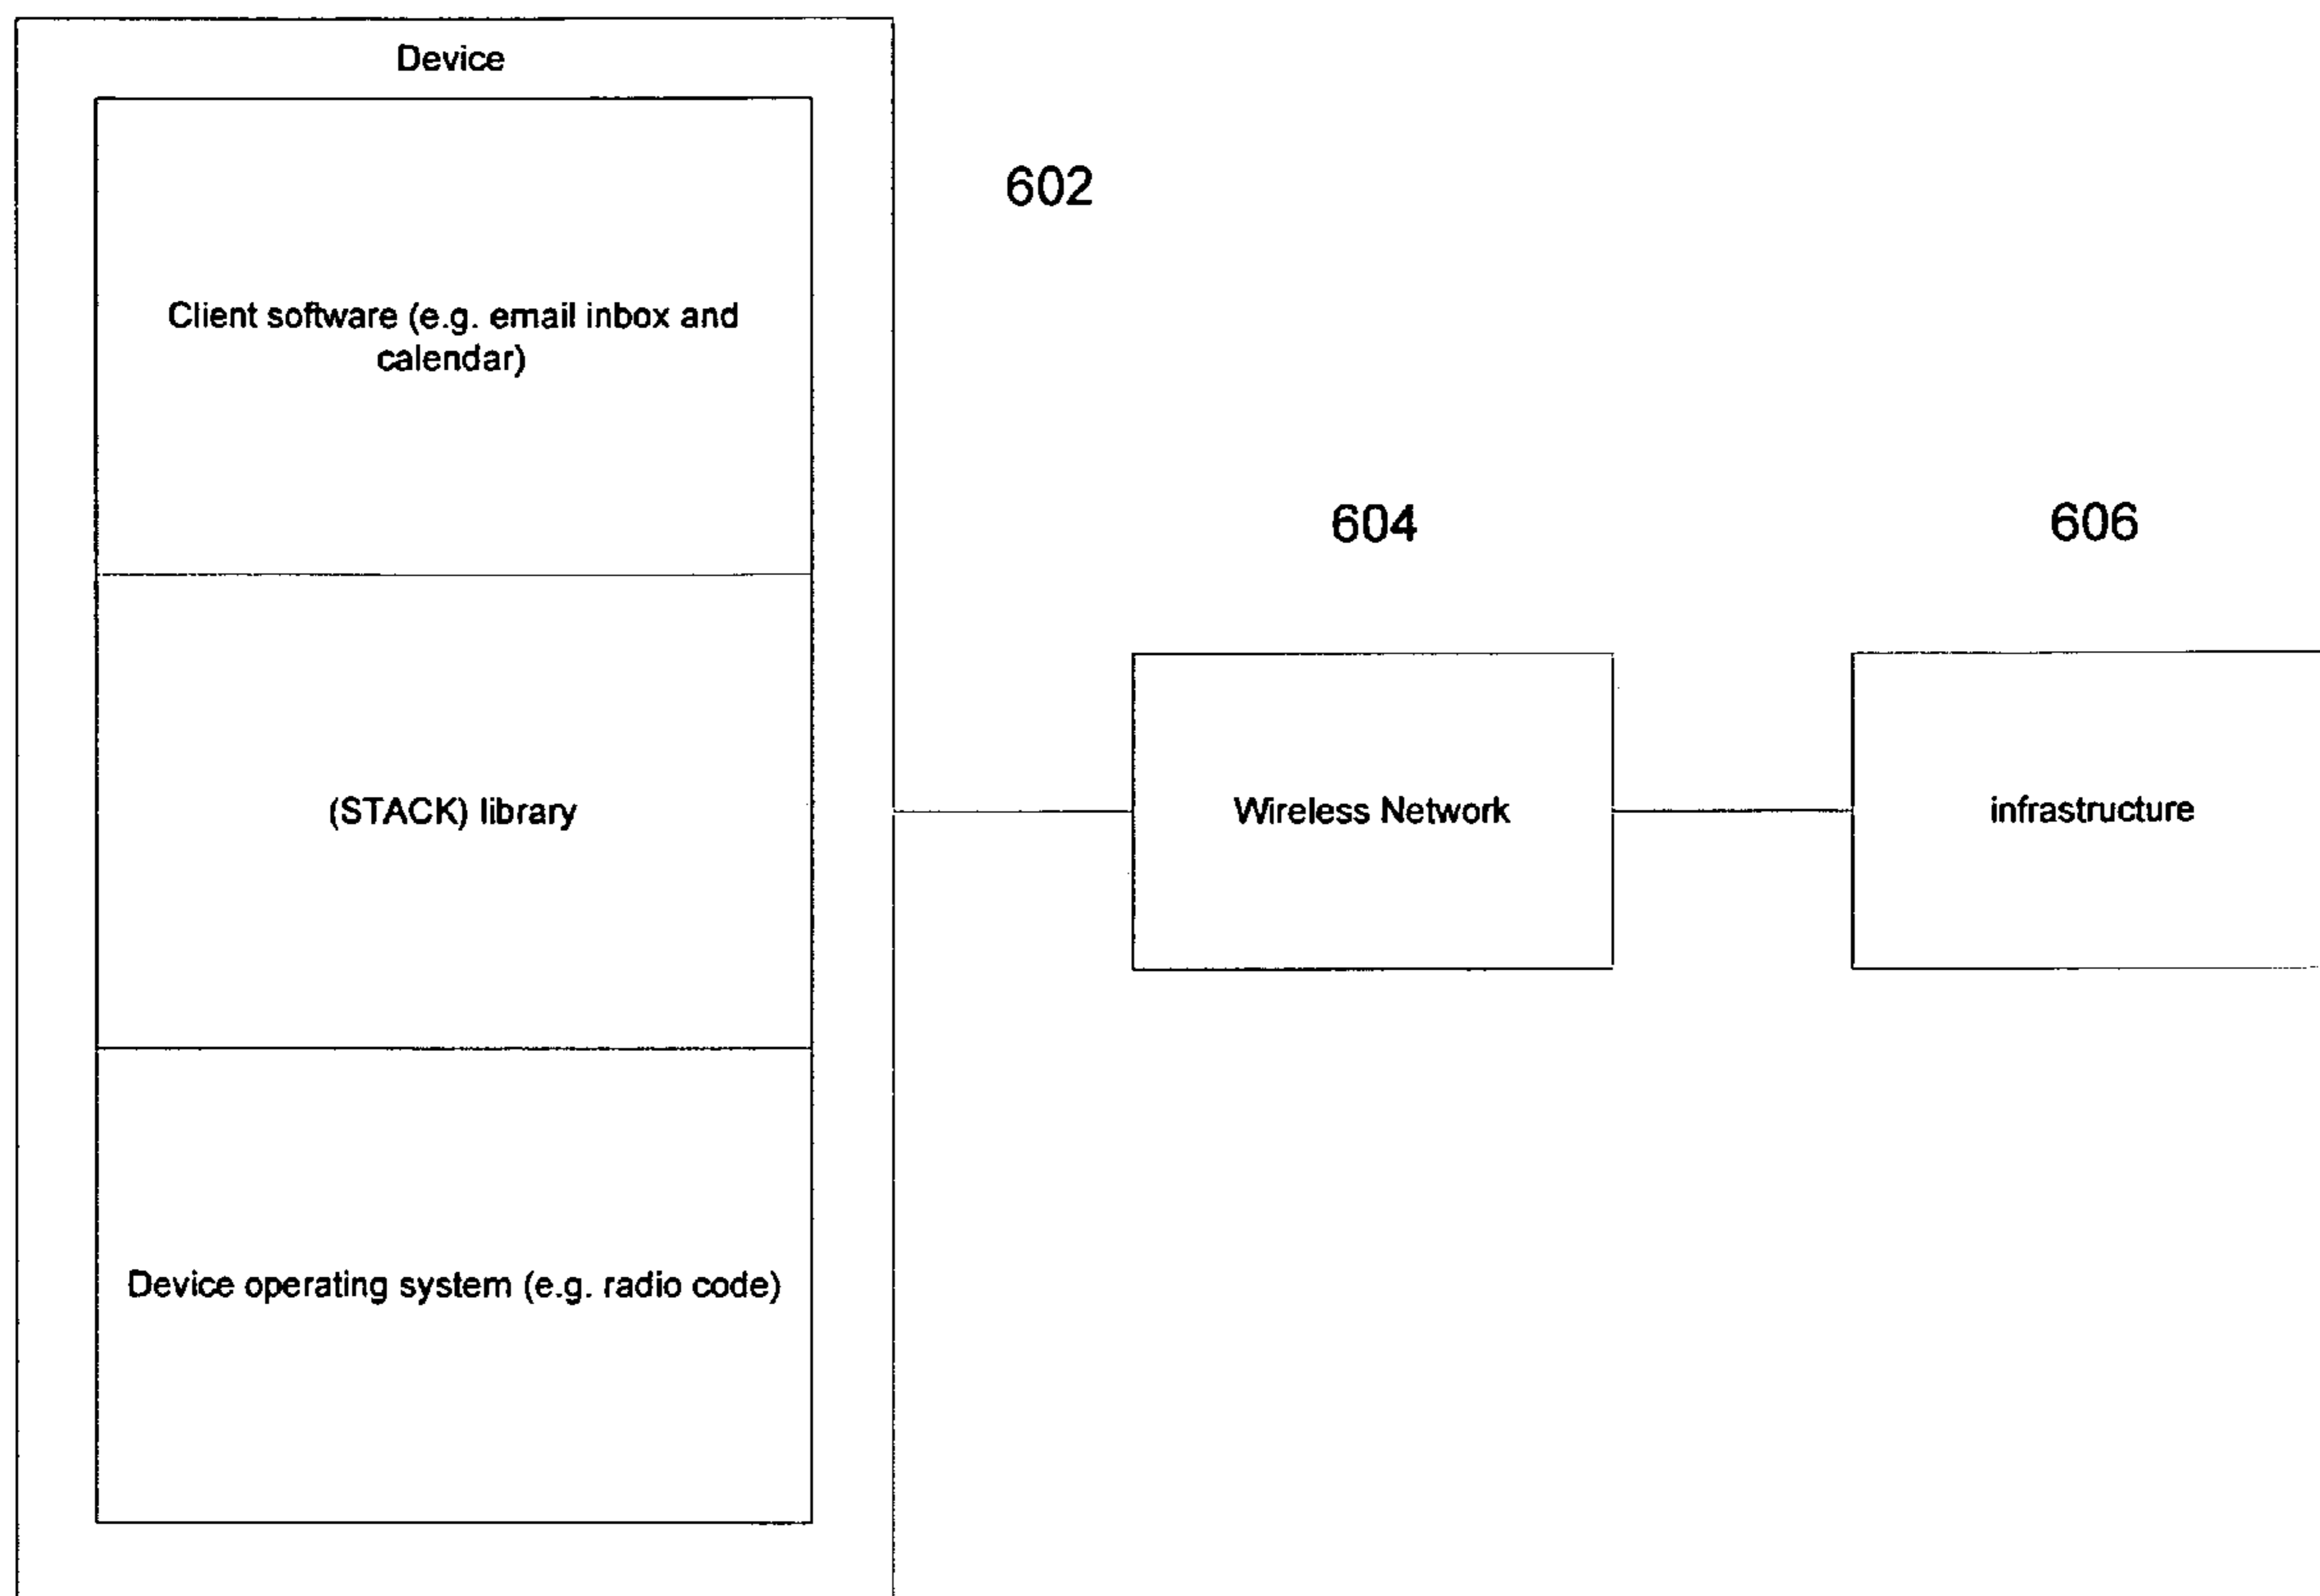 Device
602
Client software (e.g. email inbox and
calendar)
604
606
(STACK) library
Wireless Network
infrastructure
Device operating system (e.g. radio code)